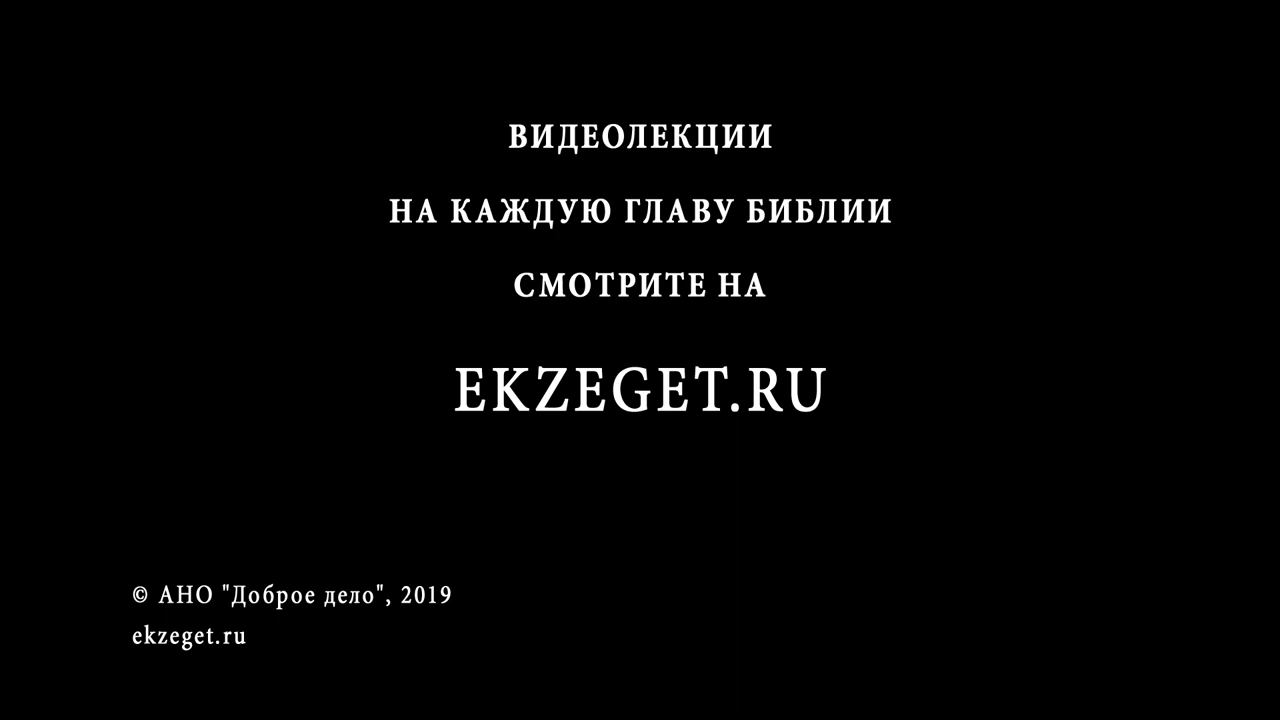 ВИДЕОЛЕКЦИИ
НА КАЖДУЮ ГЛАВУ БИБЛИИ
СМОТРИТЕ НА
EKZEGET.RU
© АНО "Доброе дело", 2019
ekzeget.ru